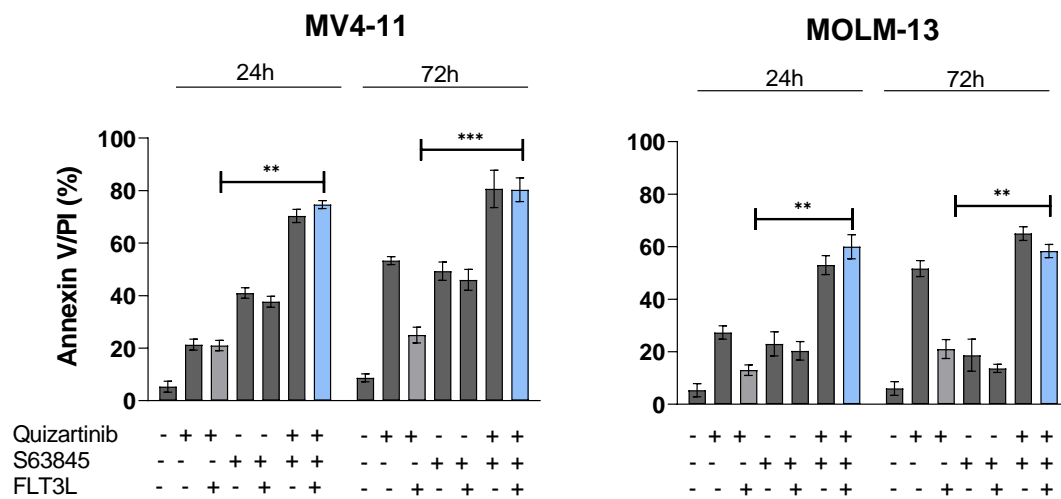 MV4-11
24h 72h
Annexin V/PI (%)
100
80
60
40
20
0
** ***
Quizartinib - + + - - + + - + + - - + +
S63845 - - - + + + + - - - + + + +
FLT3L - - + - + - + - - + - + - +
MOLM-13
24h 72h
100
80
60
40
20
0
** **
- + + - - + + - + + - - + +
- - - + + + + - - - + + + +
- - + - + - + - - + - + - +